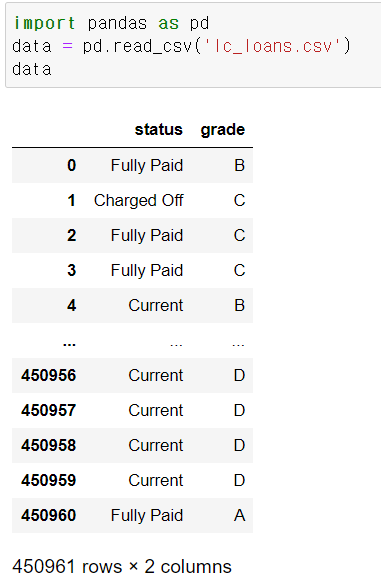 import pandas as pd
data = pd.read_csv('lc_loans.csv')
data
status grade
0 Fully Paid B
1 Charged Off C
2 Fully Paid C
3 Fully Paid C
4 Current B
... ... ...
450956 Current D
450957 Current D
450958 Current D
450959 Current D
450960 Fully Paid A
450961 rows × 2 columns